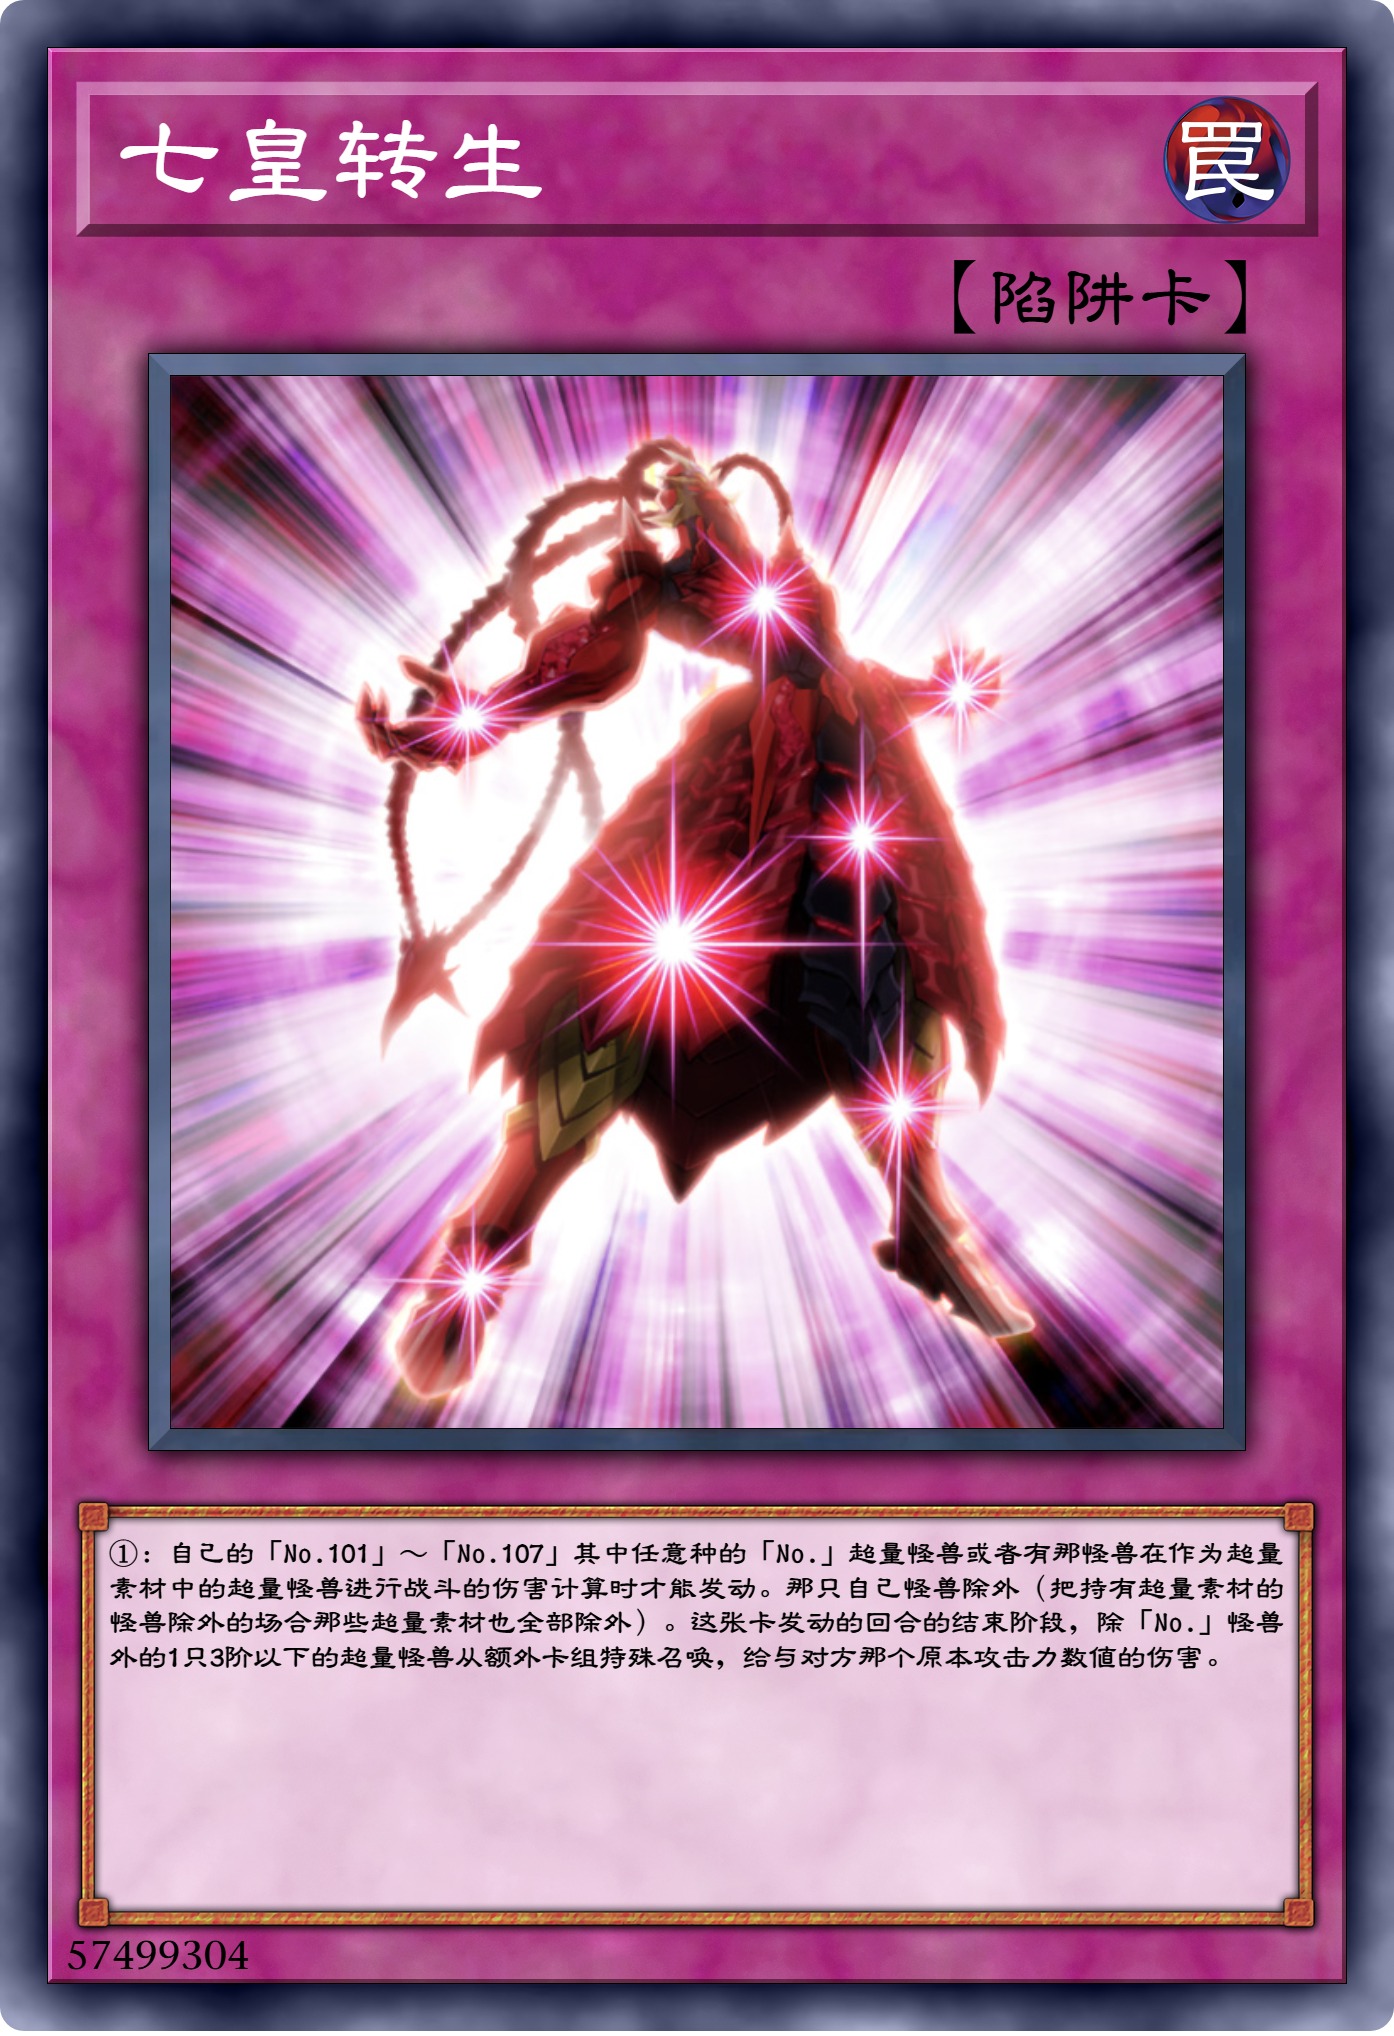 七皇转生
罠
【陷阱卡】
①：自己的「No.101」～「No.107」其中任意种的「No.」超量怪兽或者有那怪兽在作为超量
素材中的超量怪兽进行战斗的伤害计算时才能发动。那只自己怪兽除外（把持有超量素材的
怪兽除外的场合那些超量素材也全部除外）。这张卡发动的回合的结束阶段，除「No.」怪兽
外的1只3阶以下的超量怪兽从额外卡组特殊召唤，给与对方那个原本攻击力数值的伤害。
57499304